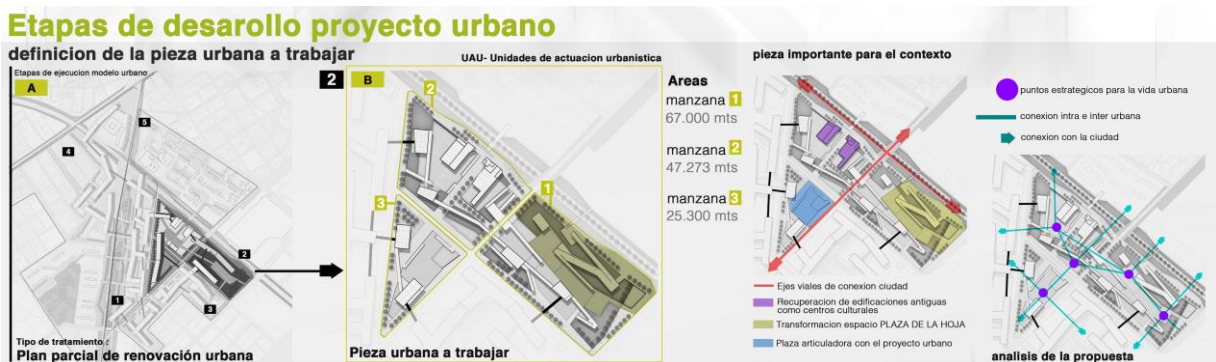 Etapas de desarollo proyecto urbano
definicion de la pieza urbana a trabajar
Etapas de ejecucion modelo urbano
A
5
4
2
1
3
Tipo de tratamiento :
Plan parcial de renovación urbana
2
B
UAU- Unidades de actuacion urbanistica
2
1
3
Pieza urbana a trabajar
Areas
manzana 1
67.000 mts
manzana 2
47.273 mts
manzana 3
25.300 mts
pieza importante para el contexto
Ejes viales de conexion ciudad
Recuperacion de edificaciones antiguas
como centros culturales
Transformacion espacio PLAZA DE LA HOJA
Plaza articuladora con el proyecto urbano
puntos estrategicos para la vida urbana
conexion intra e inter urbana
conexion con la ciudad
analisis de la propuesta